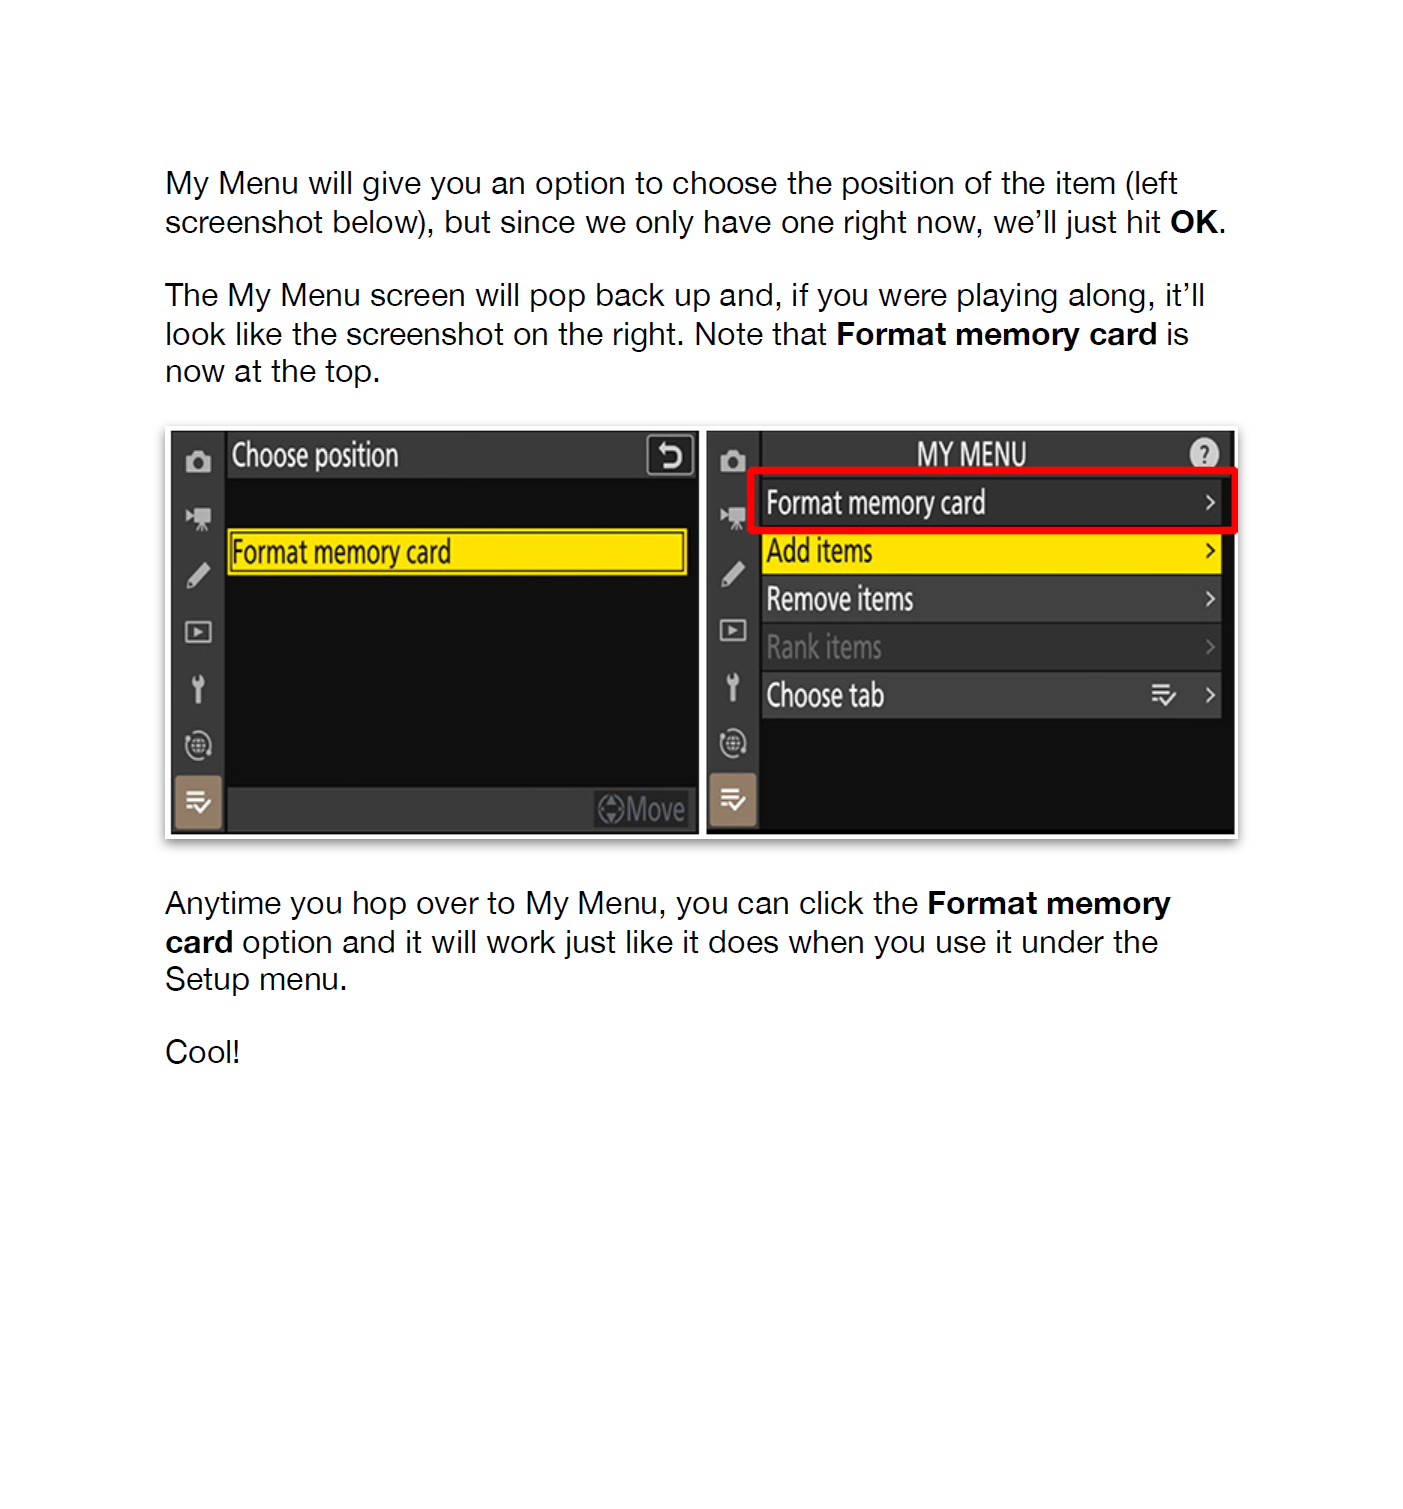 My Menu will give you an option to choose the position of the item (left
screenshot below), but since we only have one right now, we’ll just hit OK.
The My Menu screen will pop back up and, if you were playing along, it’ll
look like the screenshot on the right. Note that Format memory card is
now at the top.
Choose position
Format memory card
Move
MY MENU
?
Format memory card
Add items
Remove items
Rank items
Choose tab
Anytime you hop over to My Menu, you can click the Format memory
card option and it will work just like it does when you use it under the
Setup menu.
Cool!